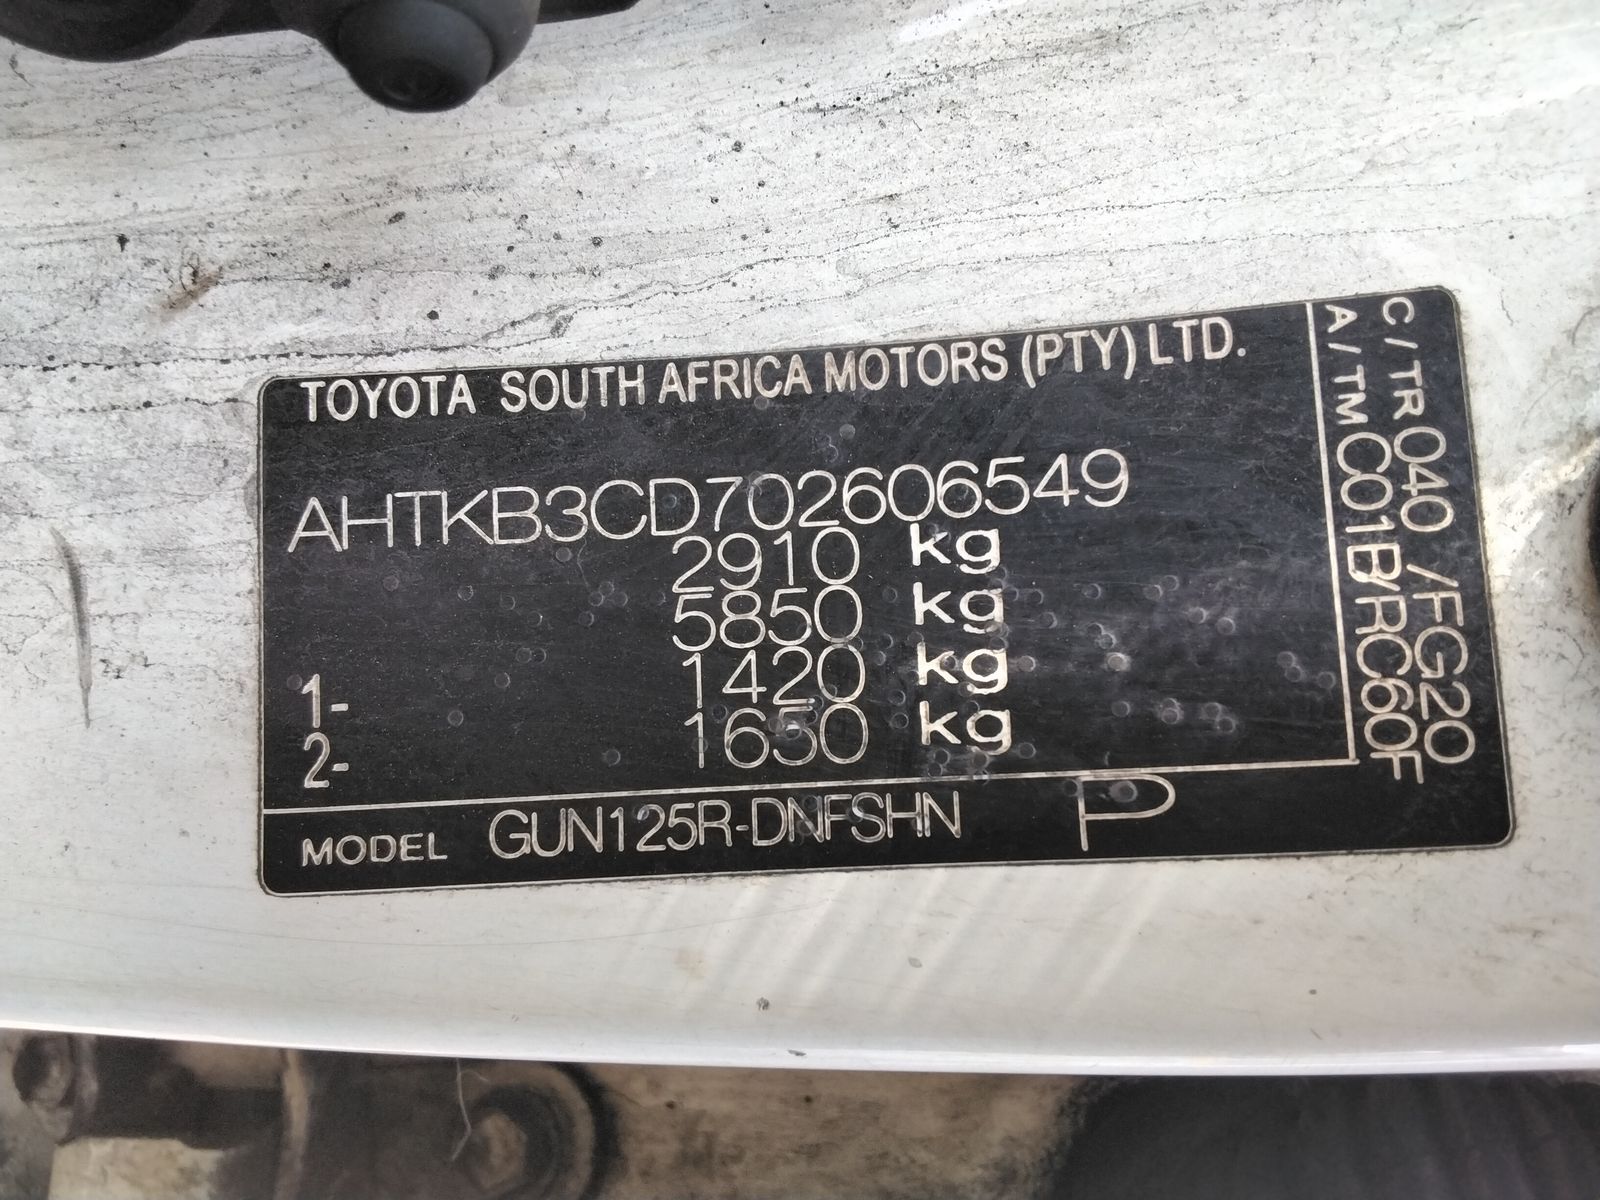 TOYOTA SOUTH AFRICA MOTORS (PTY) LTD.
AHTKB3CD702606549
2910 kg
5850 kg
1- 1420 kg
2- 1650 kg
MODEL GUN125R-DNFSHN P
C/TR 040 /FG20
A/TM C01B/RC60F